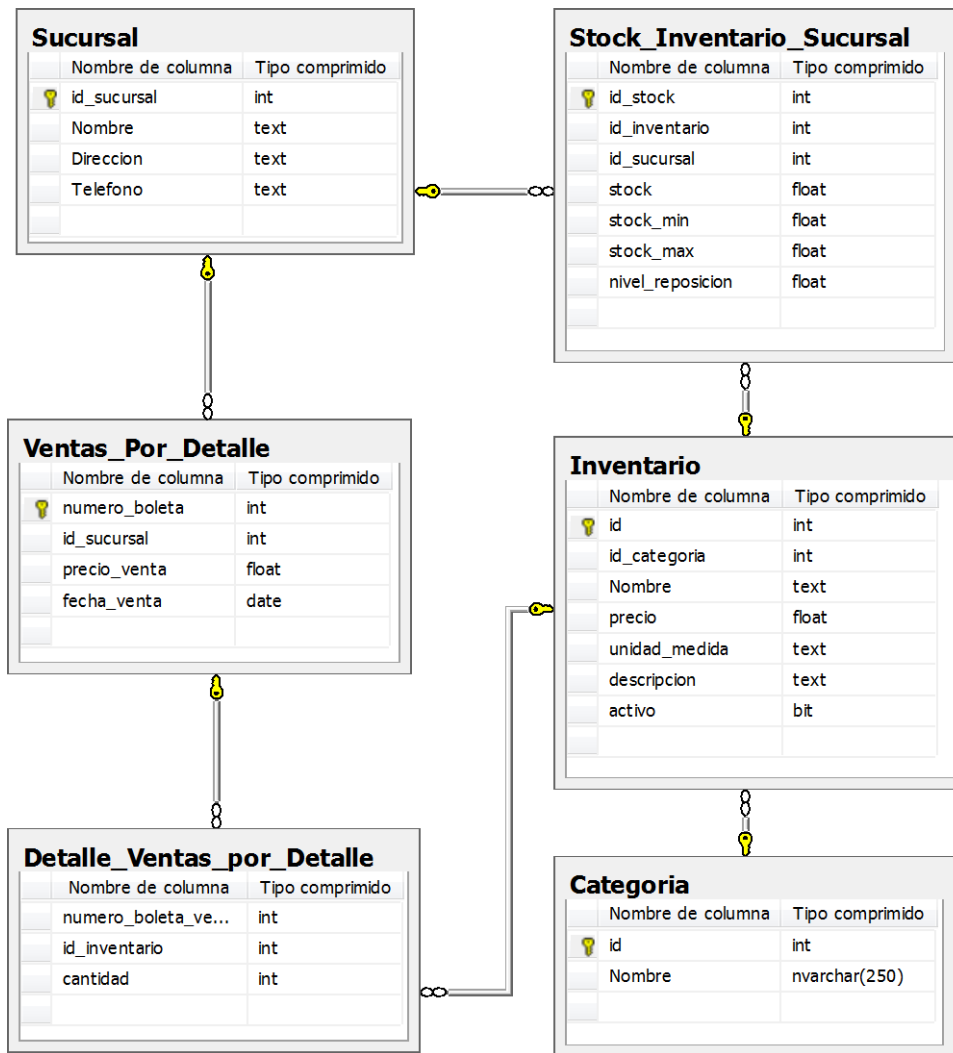 Sucursal
Nombre de columna Tipo comprimido
id_sucursal int
Nombre text
Direccion text
Telefono text
Stock_Inventario_Sucursal
Nombre de columna Tipo comprimido
id_stock int
id_inventario int
id_sucursal int
stock float
stock_min float
stock_max float
nivel_reposicion float
Ventas_Por_Detalle
Nombre de columna Tipo comprimido
numero_boleta int
id_sucursal int
precio_venta float
fecha_venta date
Inventario
Nombre de columna Tipo comprimido
id int
id_categoria int
Nombre text
precio float
unidad_medida text
descripcion text
activo bit
Detalle_Ventas_por_Detalle
Nombre de columna Tipo comprimido
numero_boleta_ve... int
id_inventario int
cantidad int
Categoria
Nombre de columna Tipo comprimido
id int
Nombre nvarchar(250)